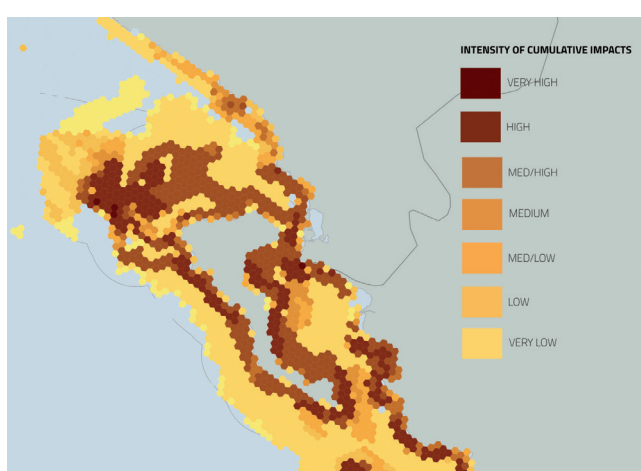 INTENSITY OF CUMULATIVE IMPACTS
VERY HIGH
HIGH
MED/HIGH
MEDIUM
MED/LOW
LOW
VERY LOW